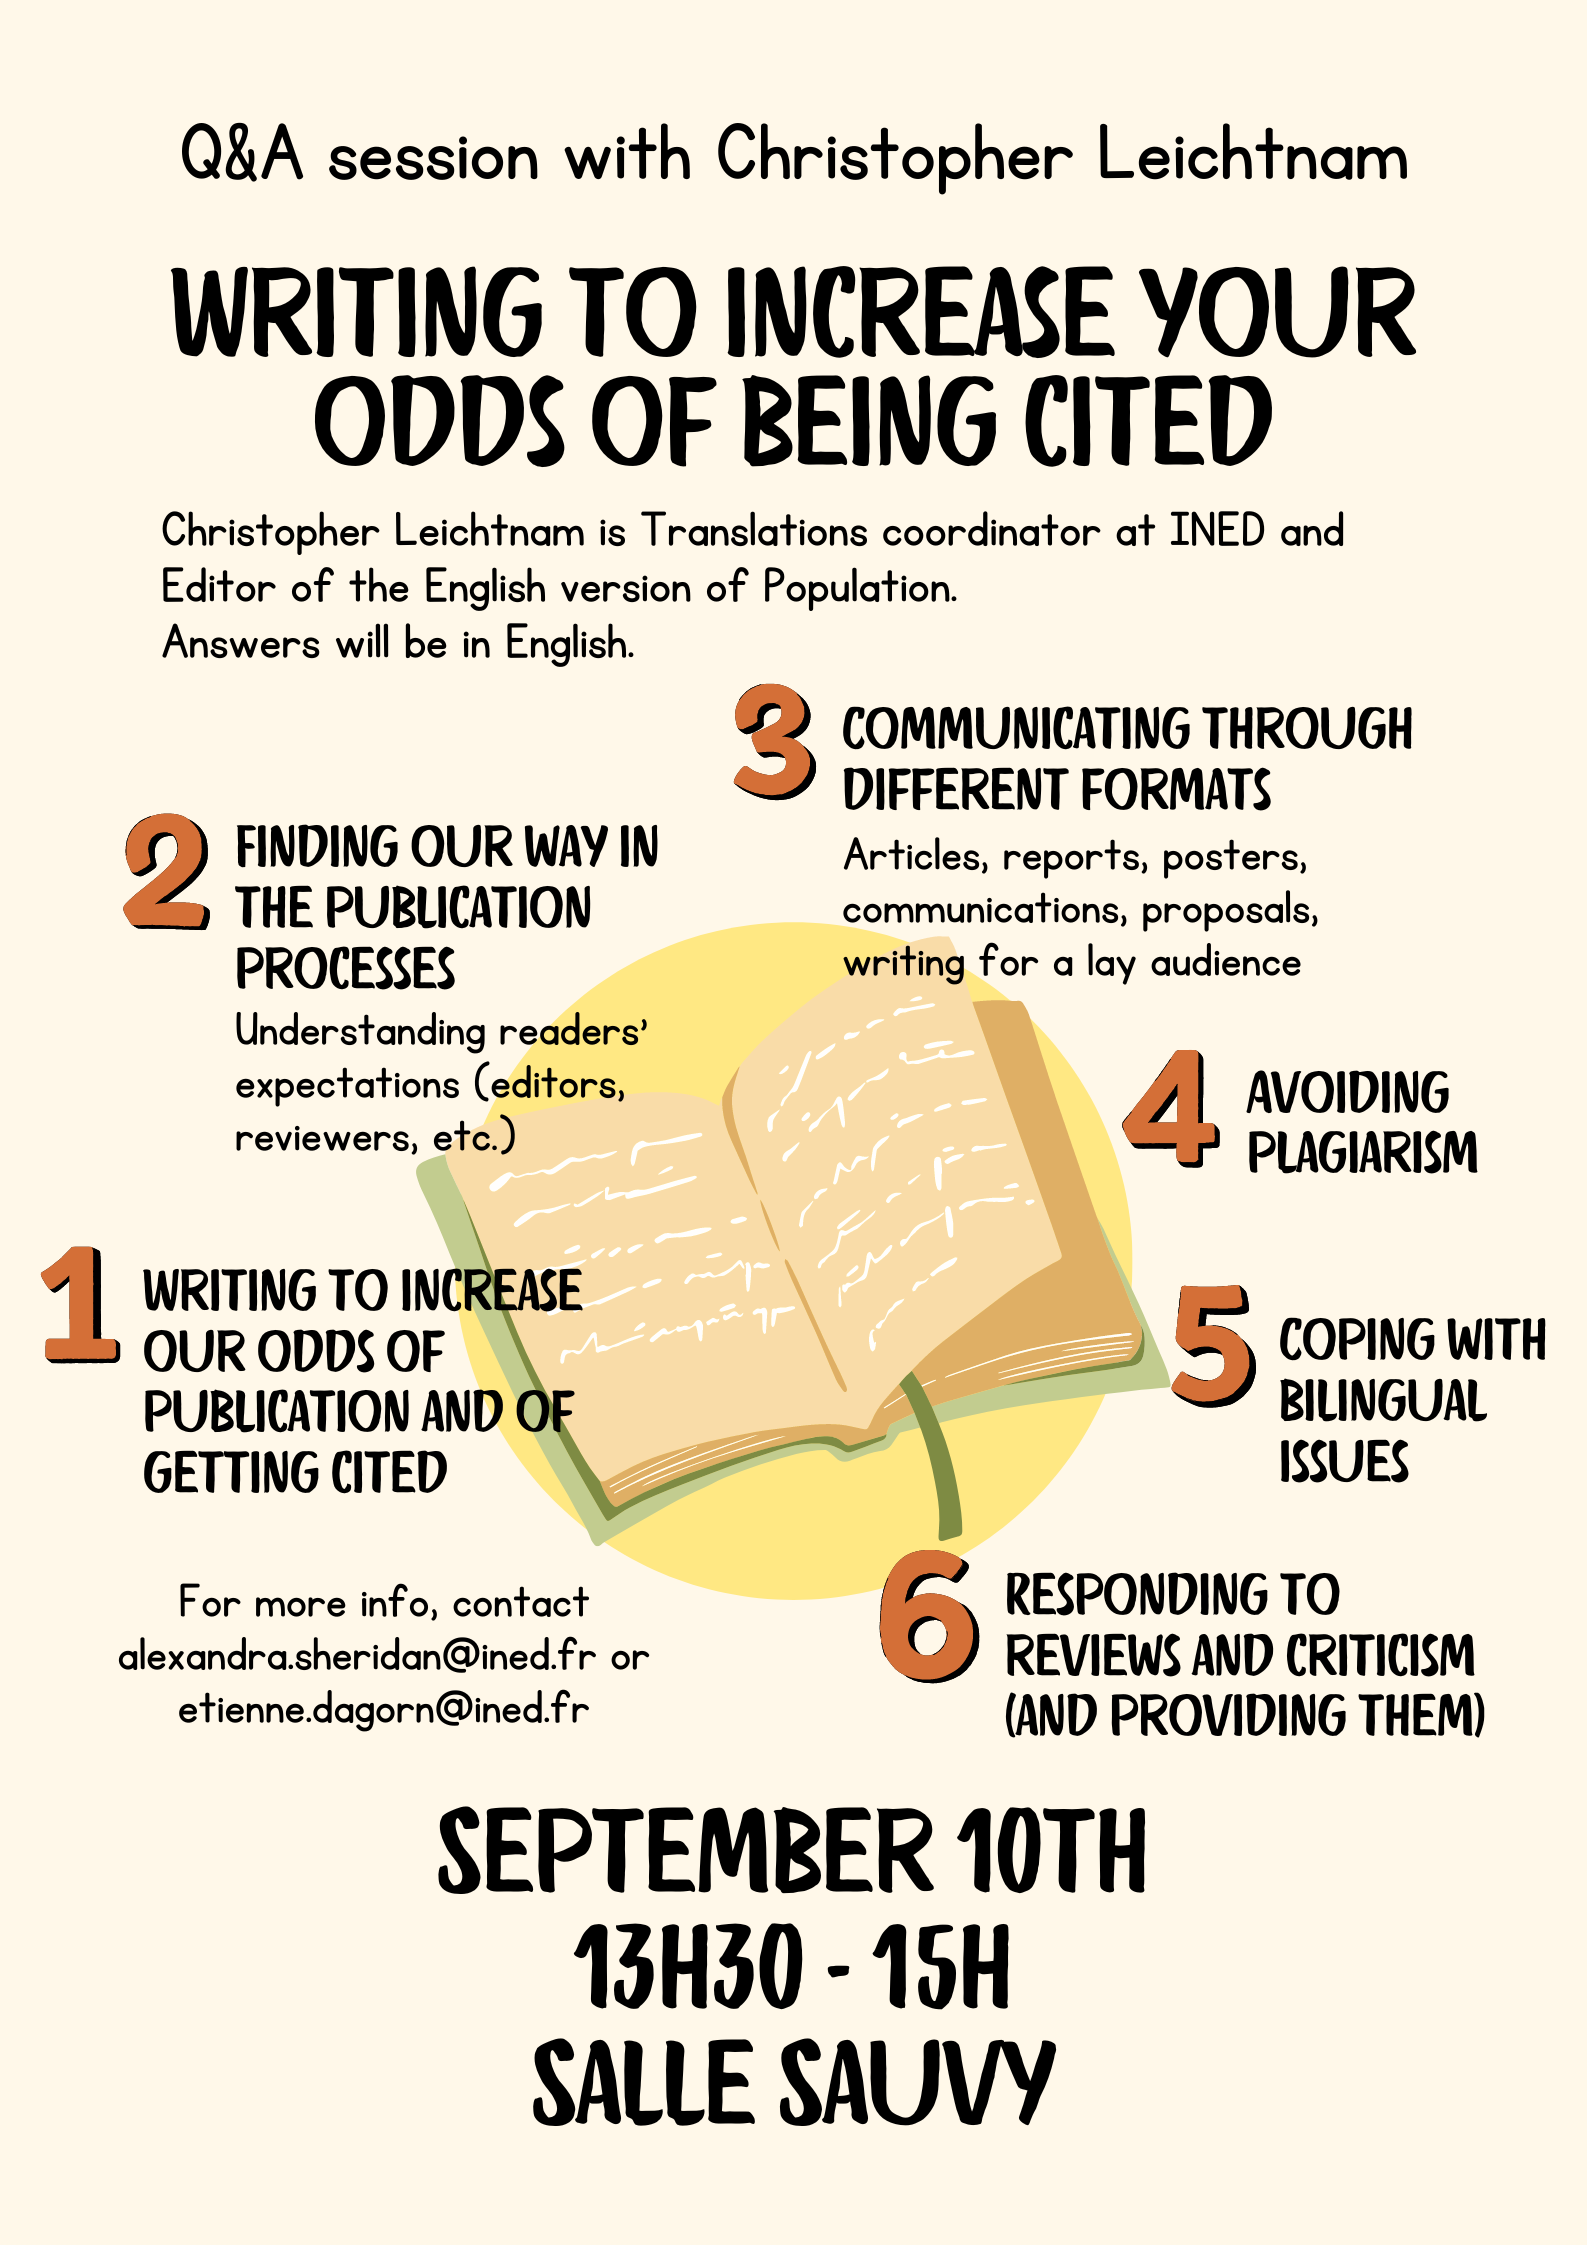 Q&A session with Christopher Leichtnam
WRITING TO INCREASE YOUR
ODDS OF BEING CITED
Christopher Leichtnam is Translations coordinator at INED and
Editor of the English version of Population.
Answers will be in English.
1
WRITING TO INCREASE
OUR ODDS OF
PUBLICATION AND OF
GETTING CITED
2
FINDING OUR WAY IN
THE PUBLICATION
PROCESSES
Understanding readers'
expectations (editors,
reviewers, etc.)
3
COMMUNICATING THROUGH
DIFFERENT FORMATS
Articles, reports, posters,
communications, proposals,
writing for a lay audience
4
AVOIDING
PLAGIARISM
5
COPING WITH
BILINGUAL
ISSUES
6
RESPONDING TO
REVIEWS AND CRITICISM
(AND PROVIDING THEM)
For more info, contact
alexandra.sheridan@ined.fr or
etienne.dagorn@ined.fr
SEPTEMBER 10TH
13H30 - 15H
SALLE SAUVY